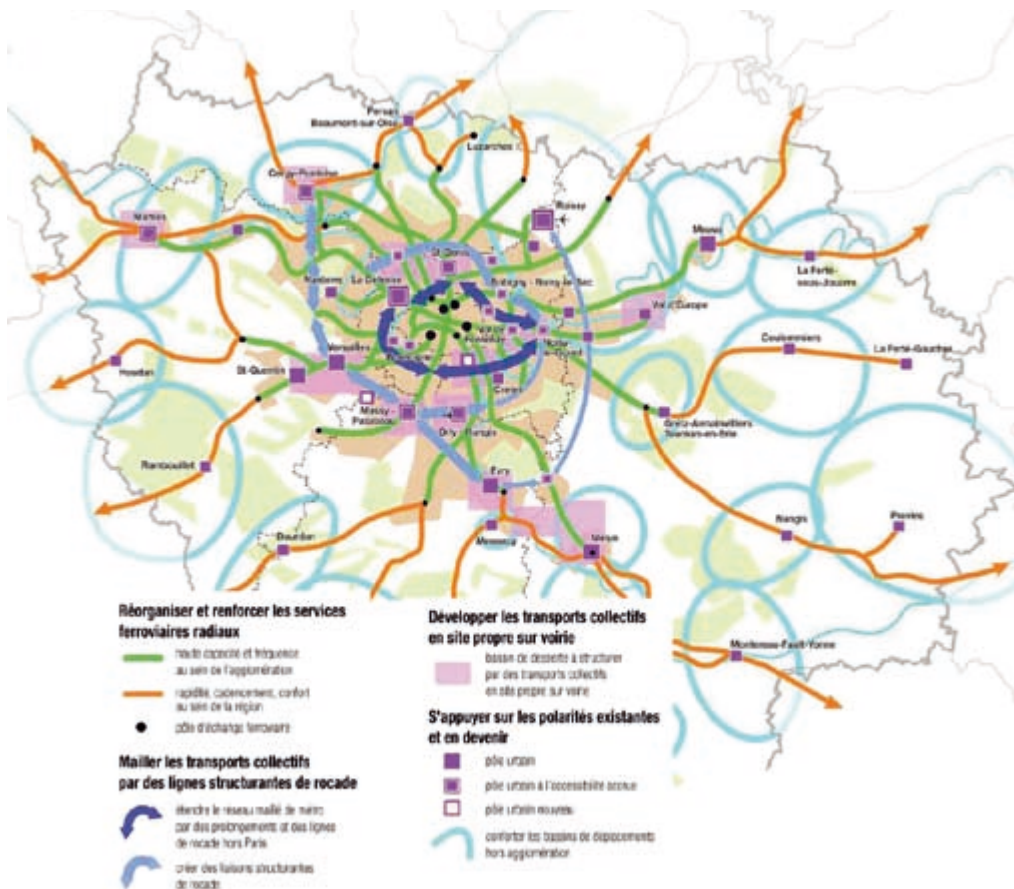 Persan
Beaumont-sur-Oise
Luzarches
Cergy-Pontoise
Roissy
Mantes
Meaux
St-Denis
La Ferté-
sous-Jouarre
Nanterre
La Défense
Bobigny - Noisy-le-Sec
Val d'Europe
Coulommiers
La Ferté-Gaucher
Versailles
St-Quentin
Houdan
Créteil
Massy -
Palaiseau
Orly - Rungis
Gretz-Armainvilliers
Tournan-en-Brie
Rambouillet
Evry
Nangis
Provins
Dourdan
Mennecy
Melun
Montereau-Fault-Yonne
Réorganiser et renforcer les services
ferroviaires radiaux
haute capacité et fréquence
au sein de l'agglomération
rapidité, cadencement, confort
au sein de la région
pôle d'échange ferroviaire
Mailler les transports collectifs
par des lignes structurantes de rocade
étendre le réseau maillé de métro
par des prolongements et des lignes
de rocade hors Paris
créer des liaisons structurantes
de rocade
Développer les transports collectifs
en site propre sur voirie
bassin de desserte à structurer
par des transports collectifs
en site propre sur voirie
S'appuyer sur les polarités existantes
et en devenir
pôle urbain
pôle urbain à l'accessibilité accrue
pôle urbain nouveau
conforter les bassins de déplacements
hors agglomération